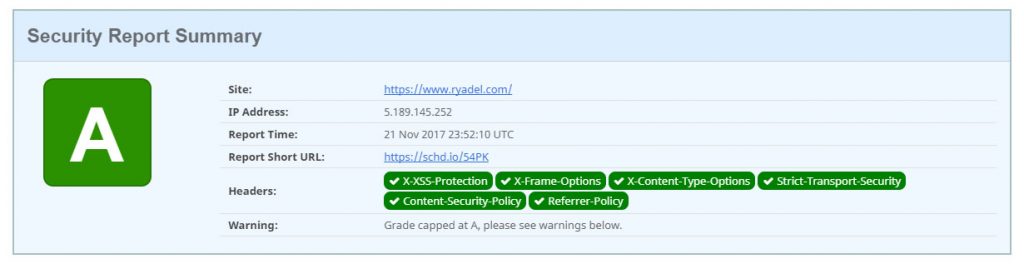 Security Report Summary
A
Site: https://www.ryadel.com/
IP Address: 5.189.145.252
Report Time: 21 Nov 2017 23:52:10 UTC
Report Short URL: https://schd.io/54PK
Headers: X-XSS-Protection X-Frame-Options X-Content-Type-Options Strict-Transport-Security
Content-Security-Policy Referrer-Policy
Warning: Grade capped at A, please see warnings below.